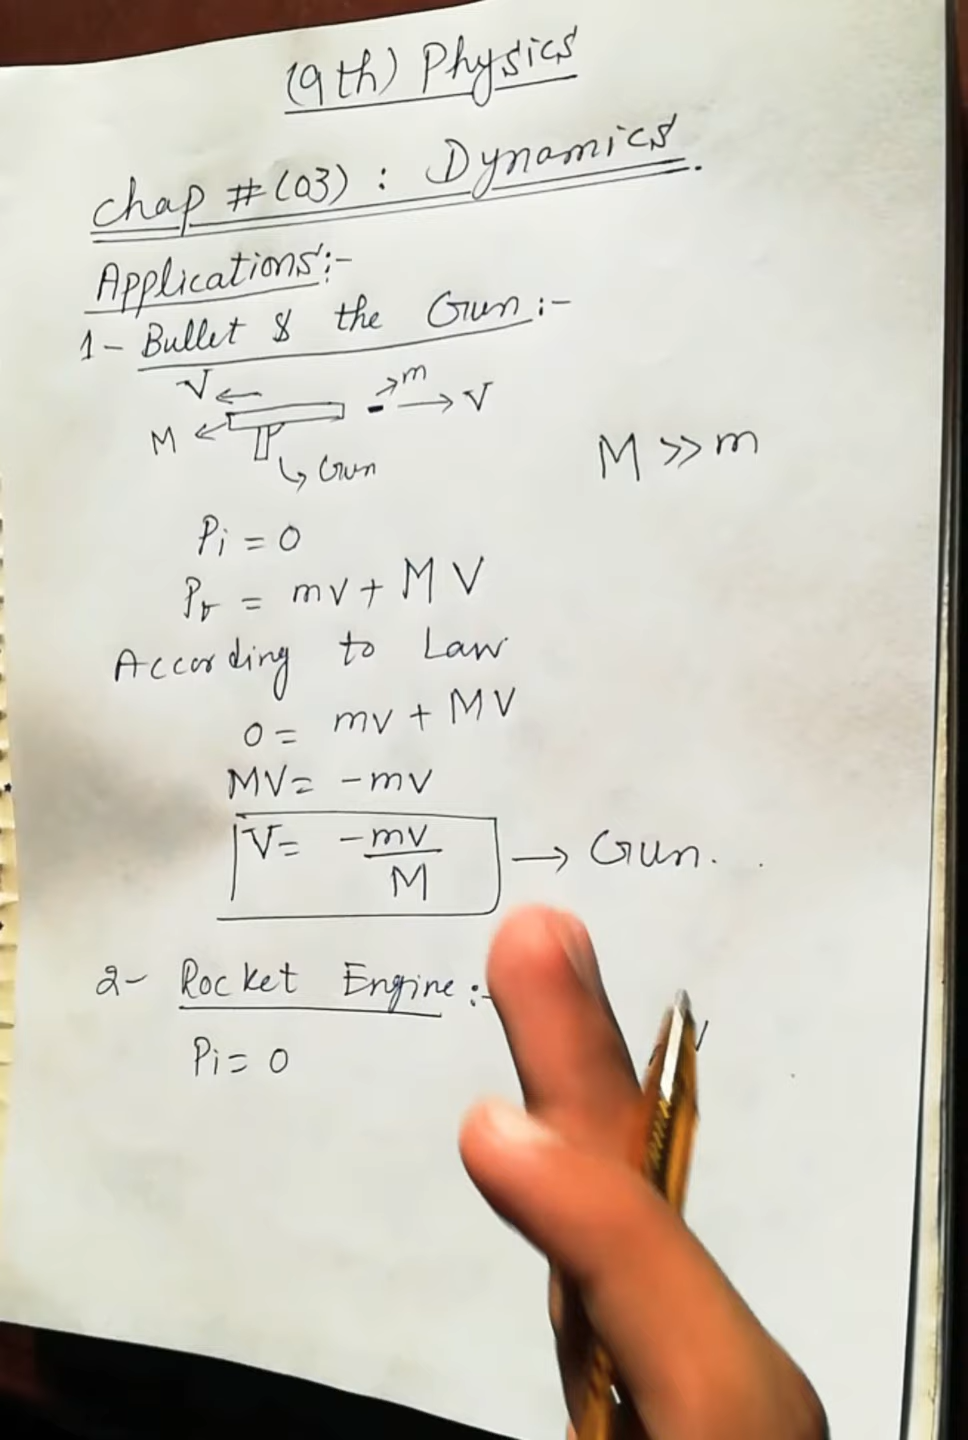 (9th) Physics
Chap # (03) : Dynamics.
Applications:-
1- Bullet & the Gun:-
V m V
M
Gun
M >> m
Pi = 0
Pf = mv + MV
According to Law
0 = mv + MV
MV = -mv
V = -mv/M → Gun.
2- Rocket Engine:-
Pi = 0